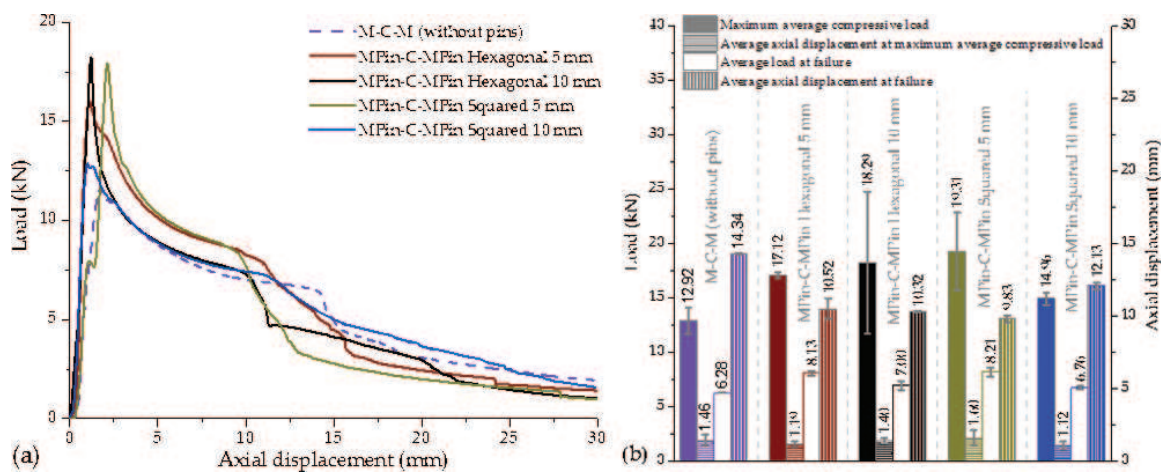 (a)
20
15
10
5
0
Load (kN)
0 5 10 15 20 25 30
Axial displacement (mm)
M-C-M (without pins)
MPin-C-MPin Hexagonal 5 mm
MPin-C-MPin Hexagonal 10 mm
MPin-C-MPin Squared 5 mm
MPin-C-MPin Squared 10 mm
(b)
40
35
30
25
20
15
10
5
Load (kN)
Maximum average compressive load
Average axial displacement at maximum average compressive load
Average load at failure
Average axial displacement at failure
M-C-M (without pins)
MPin-C-MPin Hexagonal 5 mm
MPin-C-MPin Hexagonal 10 mm
MPin-C-MPin Squared 5 mm
MPin-C-MPin Squared 10 mm
12.92
1.46
6.28
14.34
17.12
1.19
8.13
10.52
18.29
1.40
7.00
10.32
19.31
1.60
8.21
9.83
14.96
1.12
6.76
12.13
30
25
20
15
10
5
0
Axial displacement (mm)